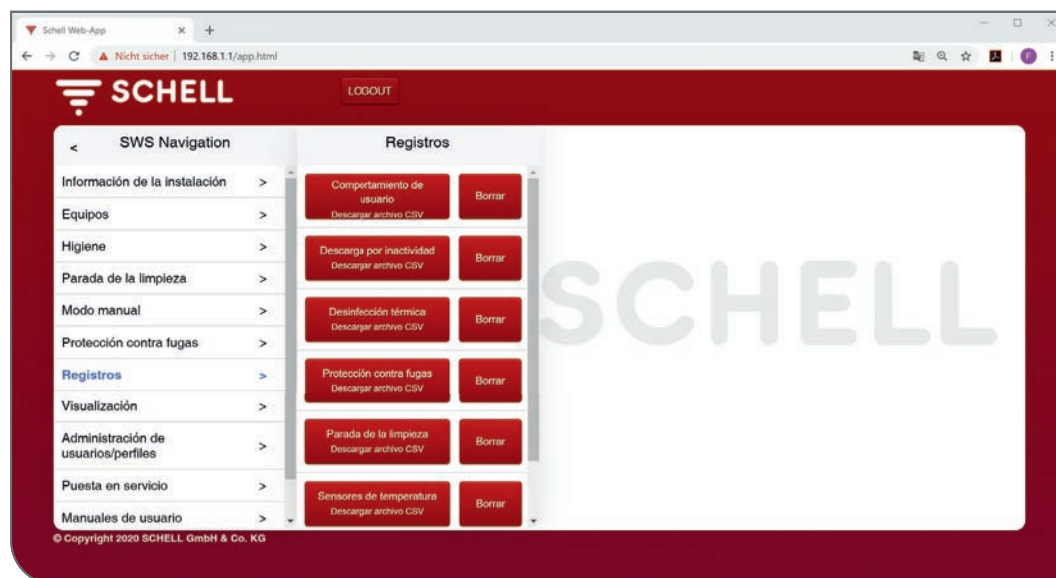 Schell Web-App
Nicht sicher | 192.168.1.1/app.html
F
SCHELL
LOGOUT
< SWS Navigation
Información de la instalación >
Equipos >
Higiene >
Parada de la limpieza >
Modo manual >
Protección contra fugas >
Registros >
Visualización >
Administración de
usuarios/perfiles >
Puesta en servicio >
Manuales de usuario >
Registros
Comportamiento de
usuario
Descargar archivo CSV
Borrar
Descarga por inactividad
Descargar archivo CSV
Borrar
Desinfección térmica
Descargar archivo CSV
Borrar
Protección contra fugas
Descargar archivo CSV
Borrar
Parada de la limpieza
Descargar archivo CSV
Borrar
Sensores de temperatura
Descargar archivo CSV
Borrar
SCHELL
© Copyright 2020 SCHELL GmbH & Co. KG